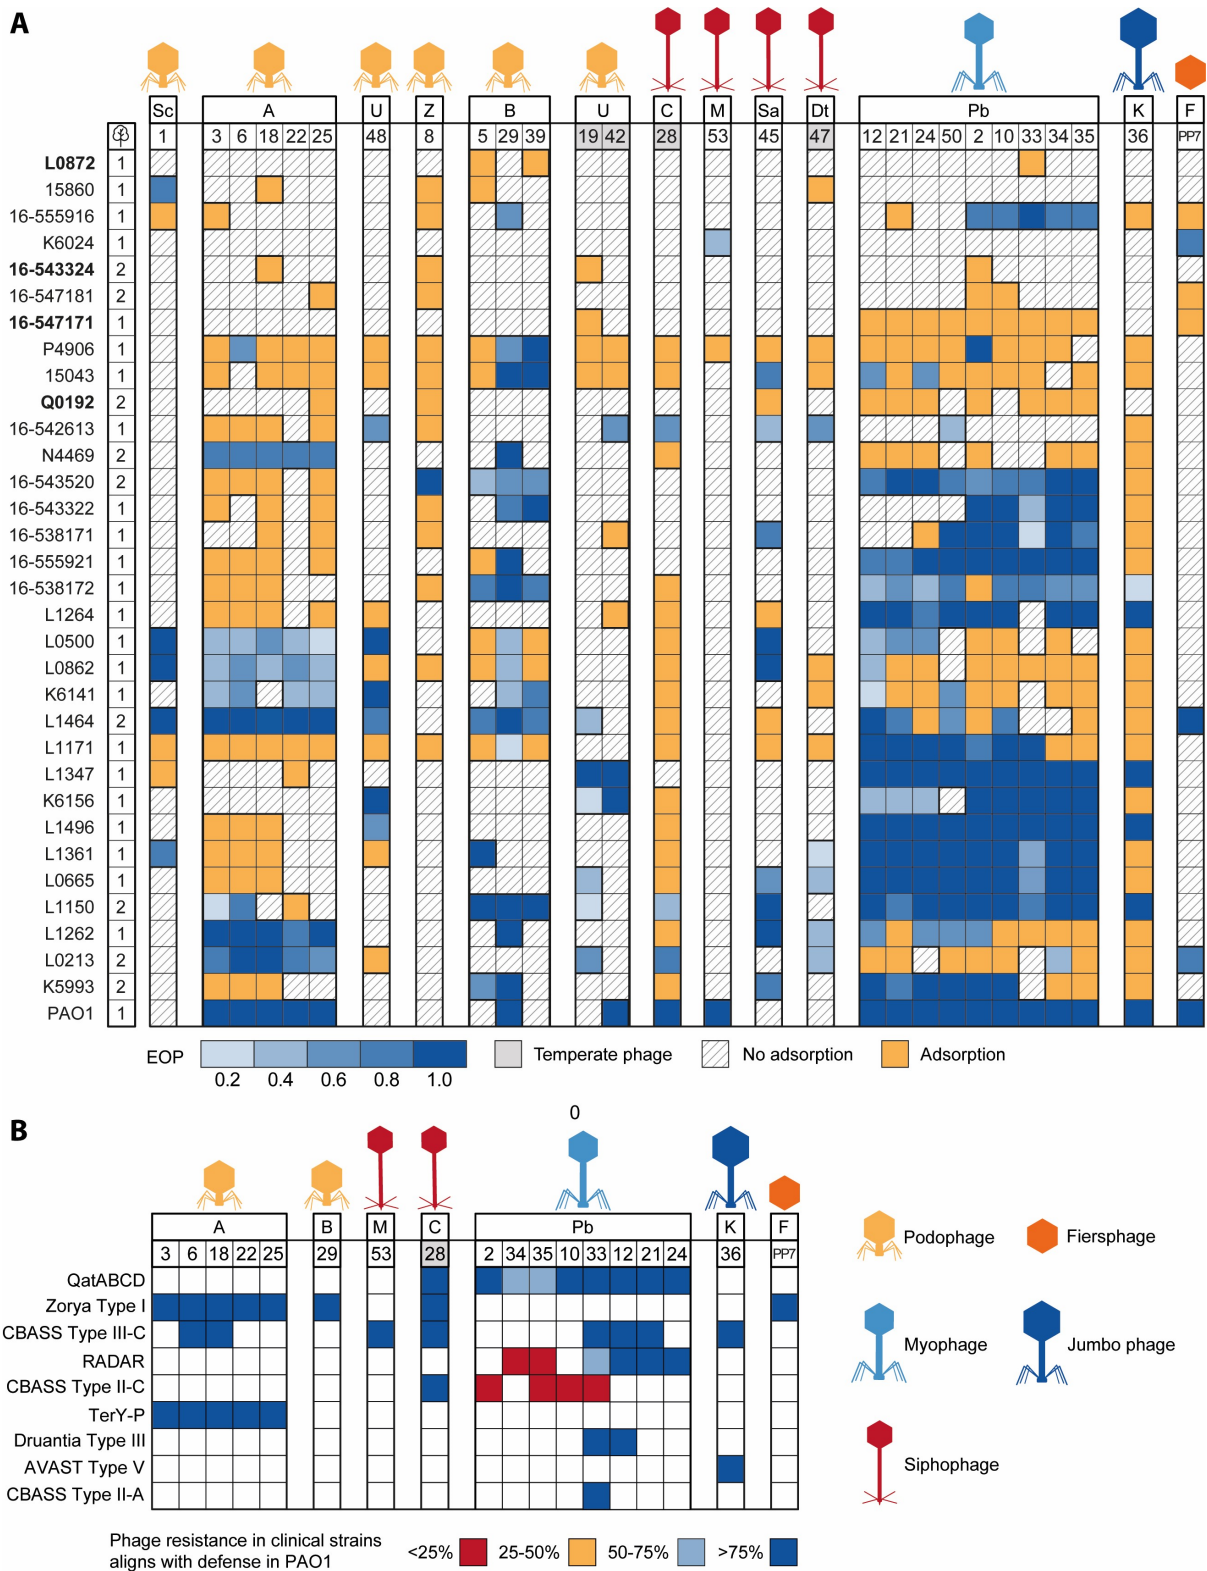 A
Sc A U Z B U C M Sa Dt Pb K F
1 3 6 18 22 25 48 8 5 29 39 19 42 28 53 45 47 12 21 24 50 2 10 33 34 35 36 PP7
L0872 1
15860 1
16-555916 1
K6024 1
16-543324 2
16-547181 2
16-547171 1
P4906 1
15043 1
Q0192 2
16-542613 1
N4469 2
16-543520 2
16-543322 1
16-538171 1
16-555921 1
16-538172 1
L1264 1
L0500 1
L0862 1
K6141 1
L1464 2
L1171 1
L1347 1
K6156 1
L1496 1
L1361 1
L0665 1
L1150 2
L1262 1
L0213 2
K5993 2
PAO1 1
EOP Temperate phage No adsorption Adsorption
0.2 0.4 0.6 0.8 1.0
B
0
A B M C Pb K F
3 6 18 22 25 29 53 28 2 34 35 10 33 12 21 24 36 PP7
QatABCD
Zorya Type I
CBASS Type III-C
RADAR
CBASS Type II-C
TerY-P
Druantia Type III
AVAST Type V
CBASS Type II-A
Podophage Fiersphage
Myophage Jumbo phage
Siphophage
Phage resistance in clinical strains
aligns with defense in PAO1
<25% 25-50% 50-75% >75%